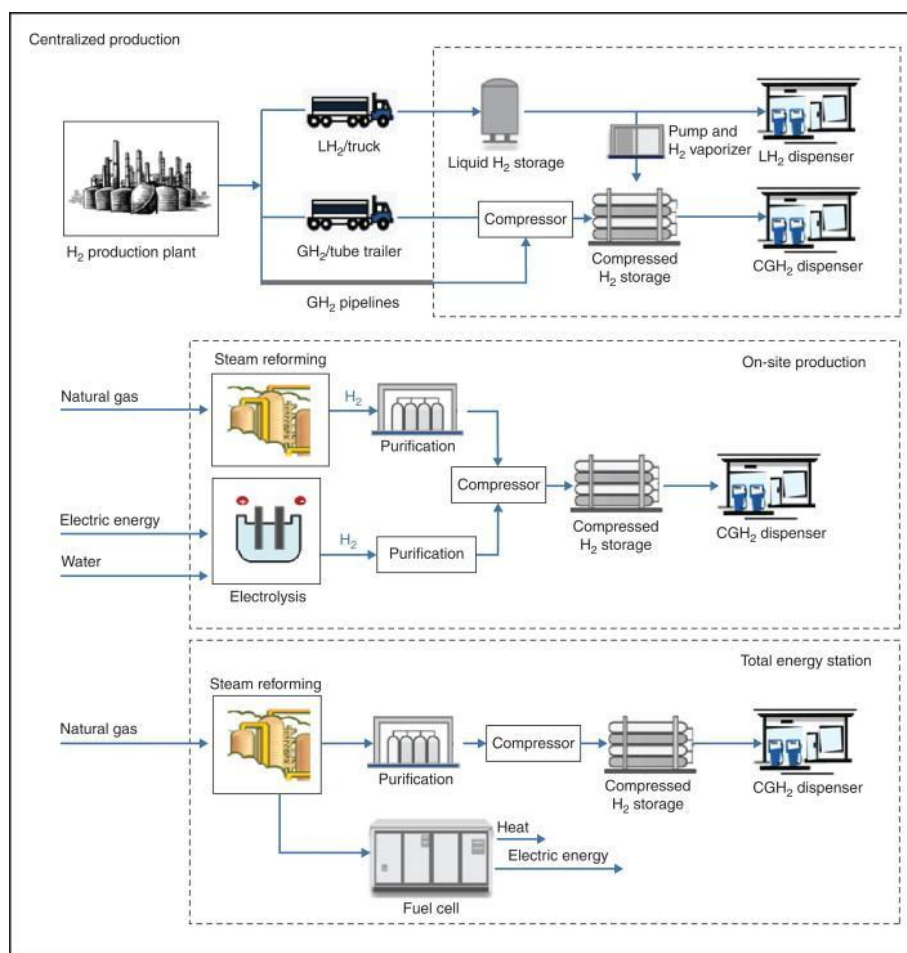 Centralized production
LH₂/truck
Liquid H₂ storage
Pump and
H₂ vaporizer
LH₂ dispenser
H₂ production plant
GH₂/tube trailer
Compressor
Compressed
H₂ storage
CGH₂ dispenser
GH₂ pipelines
On-site production
Steam reforming
Natural gas
H₂
Purification
Compressor
Electric energy
Water
H₂
Purification
Electrolysis
Compressed
H₂ storage
CGH₂ dispenser
Total energy station
Steam reforming
Natural gas
Purification
Compressor
Compressed
H₂ storage
CGH₂ dispenser
Heat
Electric energy
Fuel cell